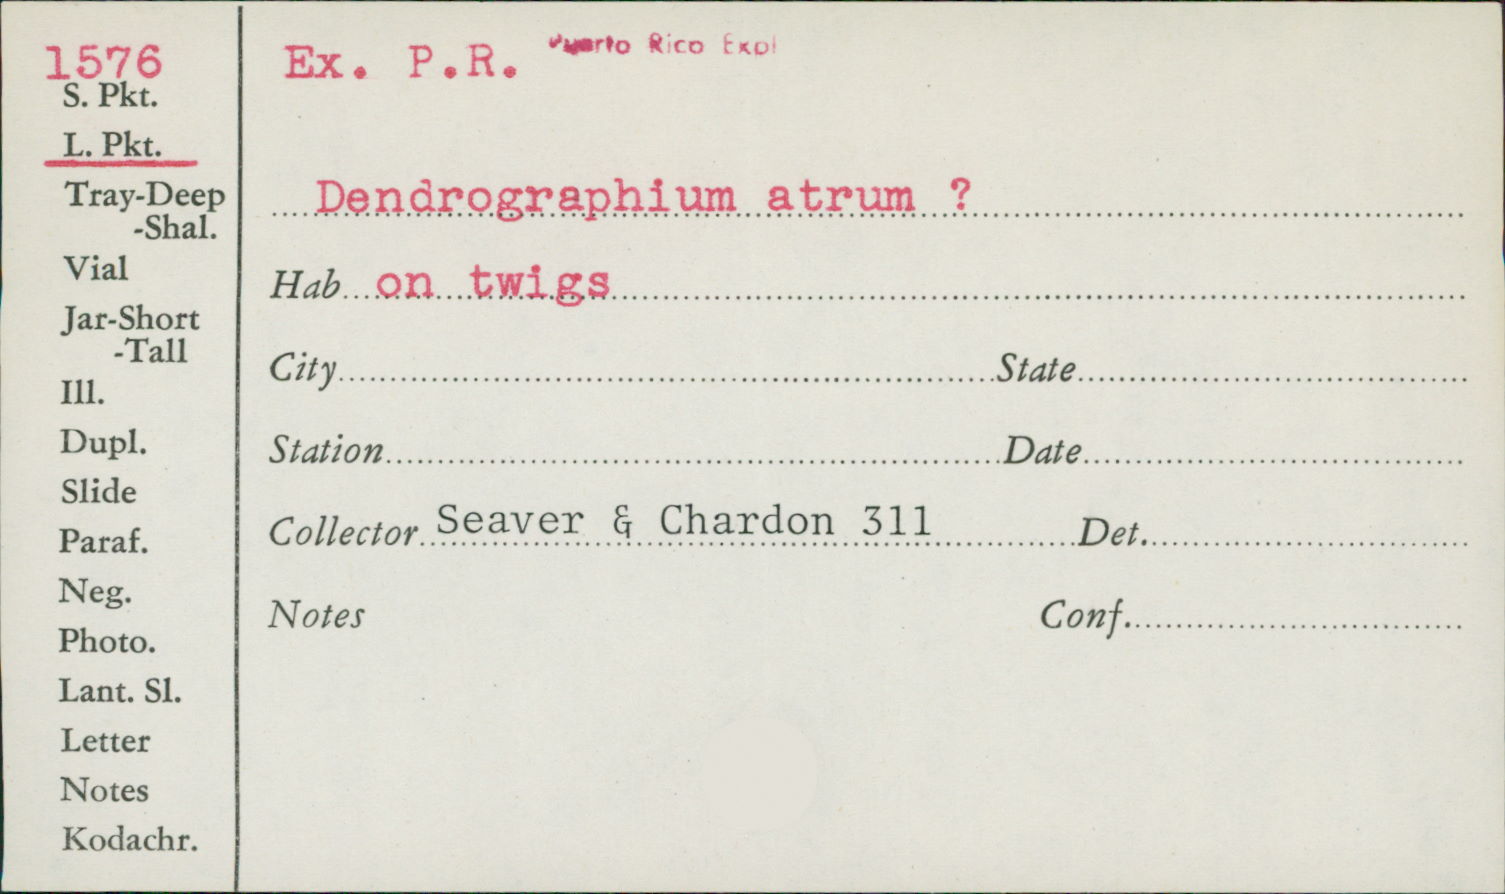 1576
S. Pkt.
L. Pkt.
Tray-Deep
-Shal.
Vial
Jar-Short
-Tall
Ill.
Dupl.
Slide
Paraf.
Neg.
Photo.
Lant. Sl.
Letter
Notes
Kodachr.
Ex. P.R. Puerto Rico Expl
Dendrographium atrum ?
Hab on twigs
City State
Station Date
Collector Seaver & Chardon 311 Det.
Notes Conf.